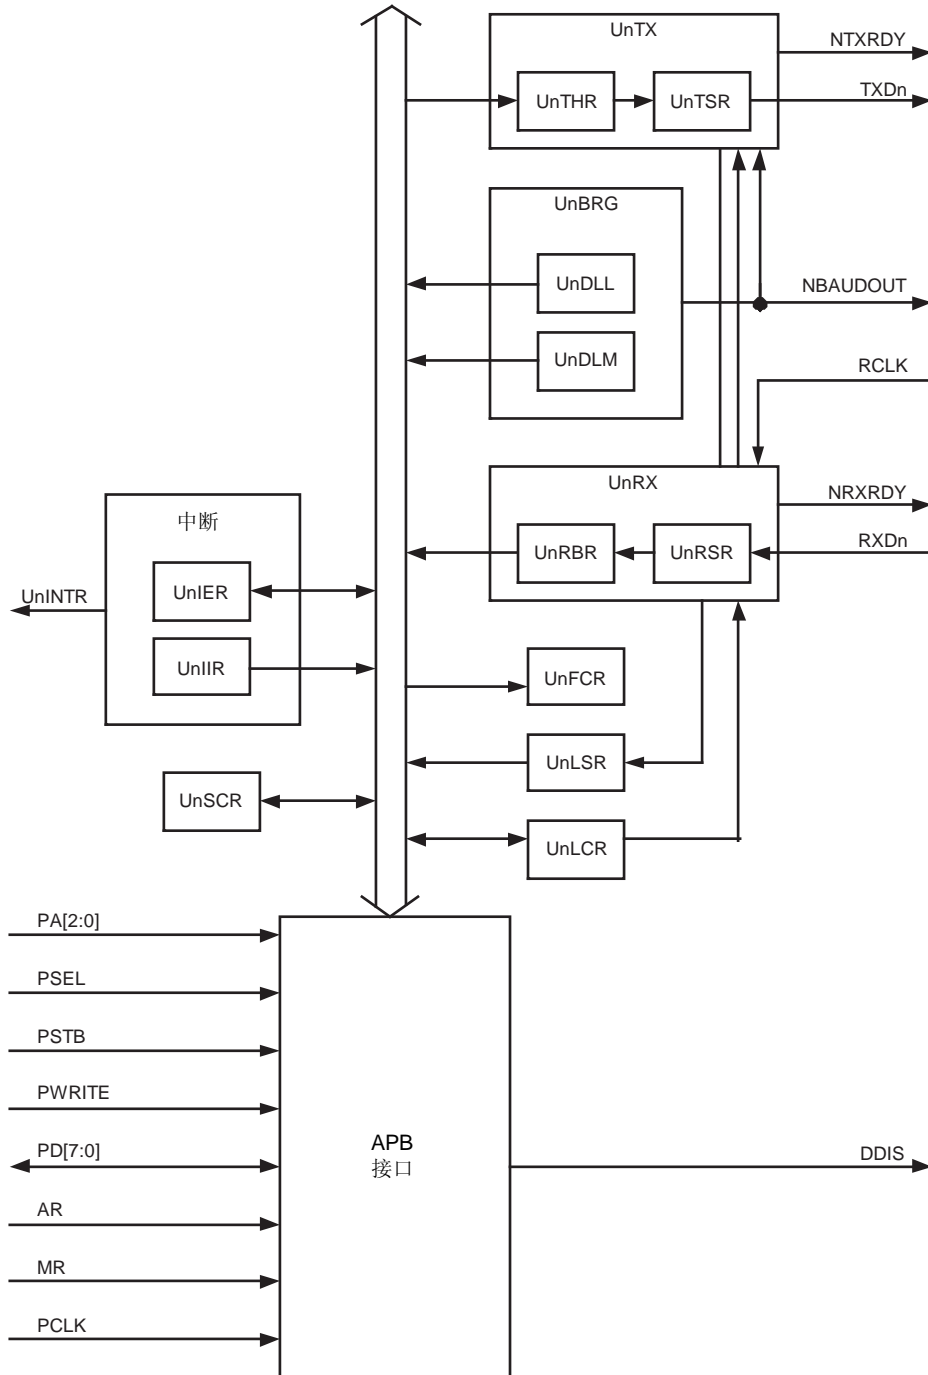 UnTX
NTXRDY
UnTHR
UnTSR
TXDn
UnBRG
UnDLL
NBAUDOUT
UnDLM
RCLK
UnRX
NRXRDY
UnRBR
UnRSR
RXDn
中断
UnIER
UnINTR
UnIIR
UnFCR
UnLSR
UnSCR
UnLCR
PA[2:0]
PSEL
PSTB
PWRITE
PD[7:0]
APB
接口
DDIS
AR
MR
PCLK